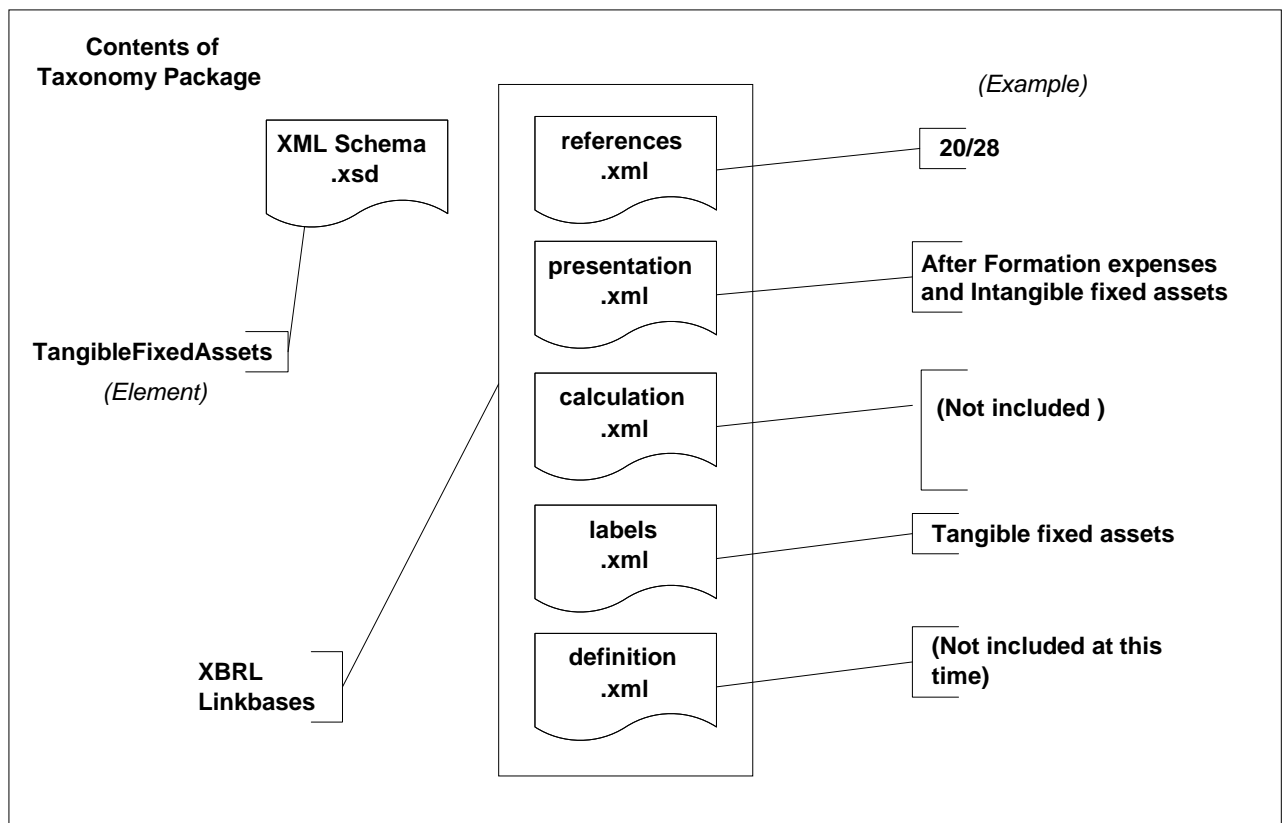 Contents of
Taxonomy Package
(Example)
XML Schema
.xsd
references
.xml
20/28
presentation
.xml
After Formation expenses
and Intangible fixed assets
TangibleFixedAssets
(Element)
calculation
.xml
(Not included )
labels
.xml
Tangible fixed assets
XBRL
Linkbases
definition
.xml
(Not included at this
time)